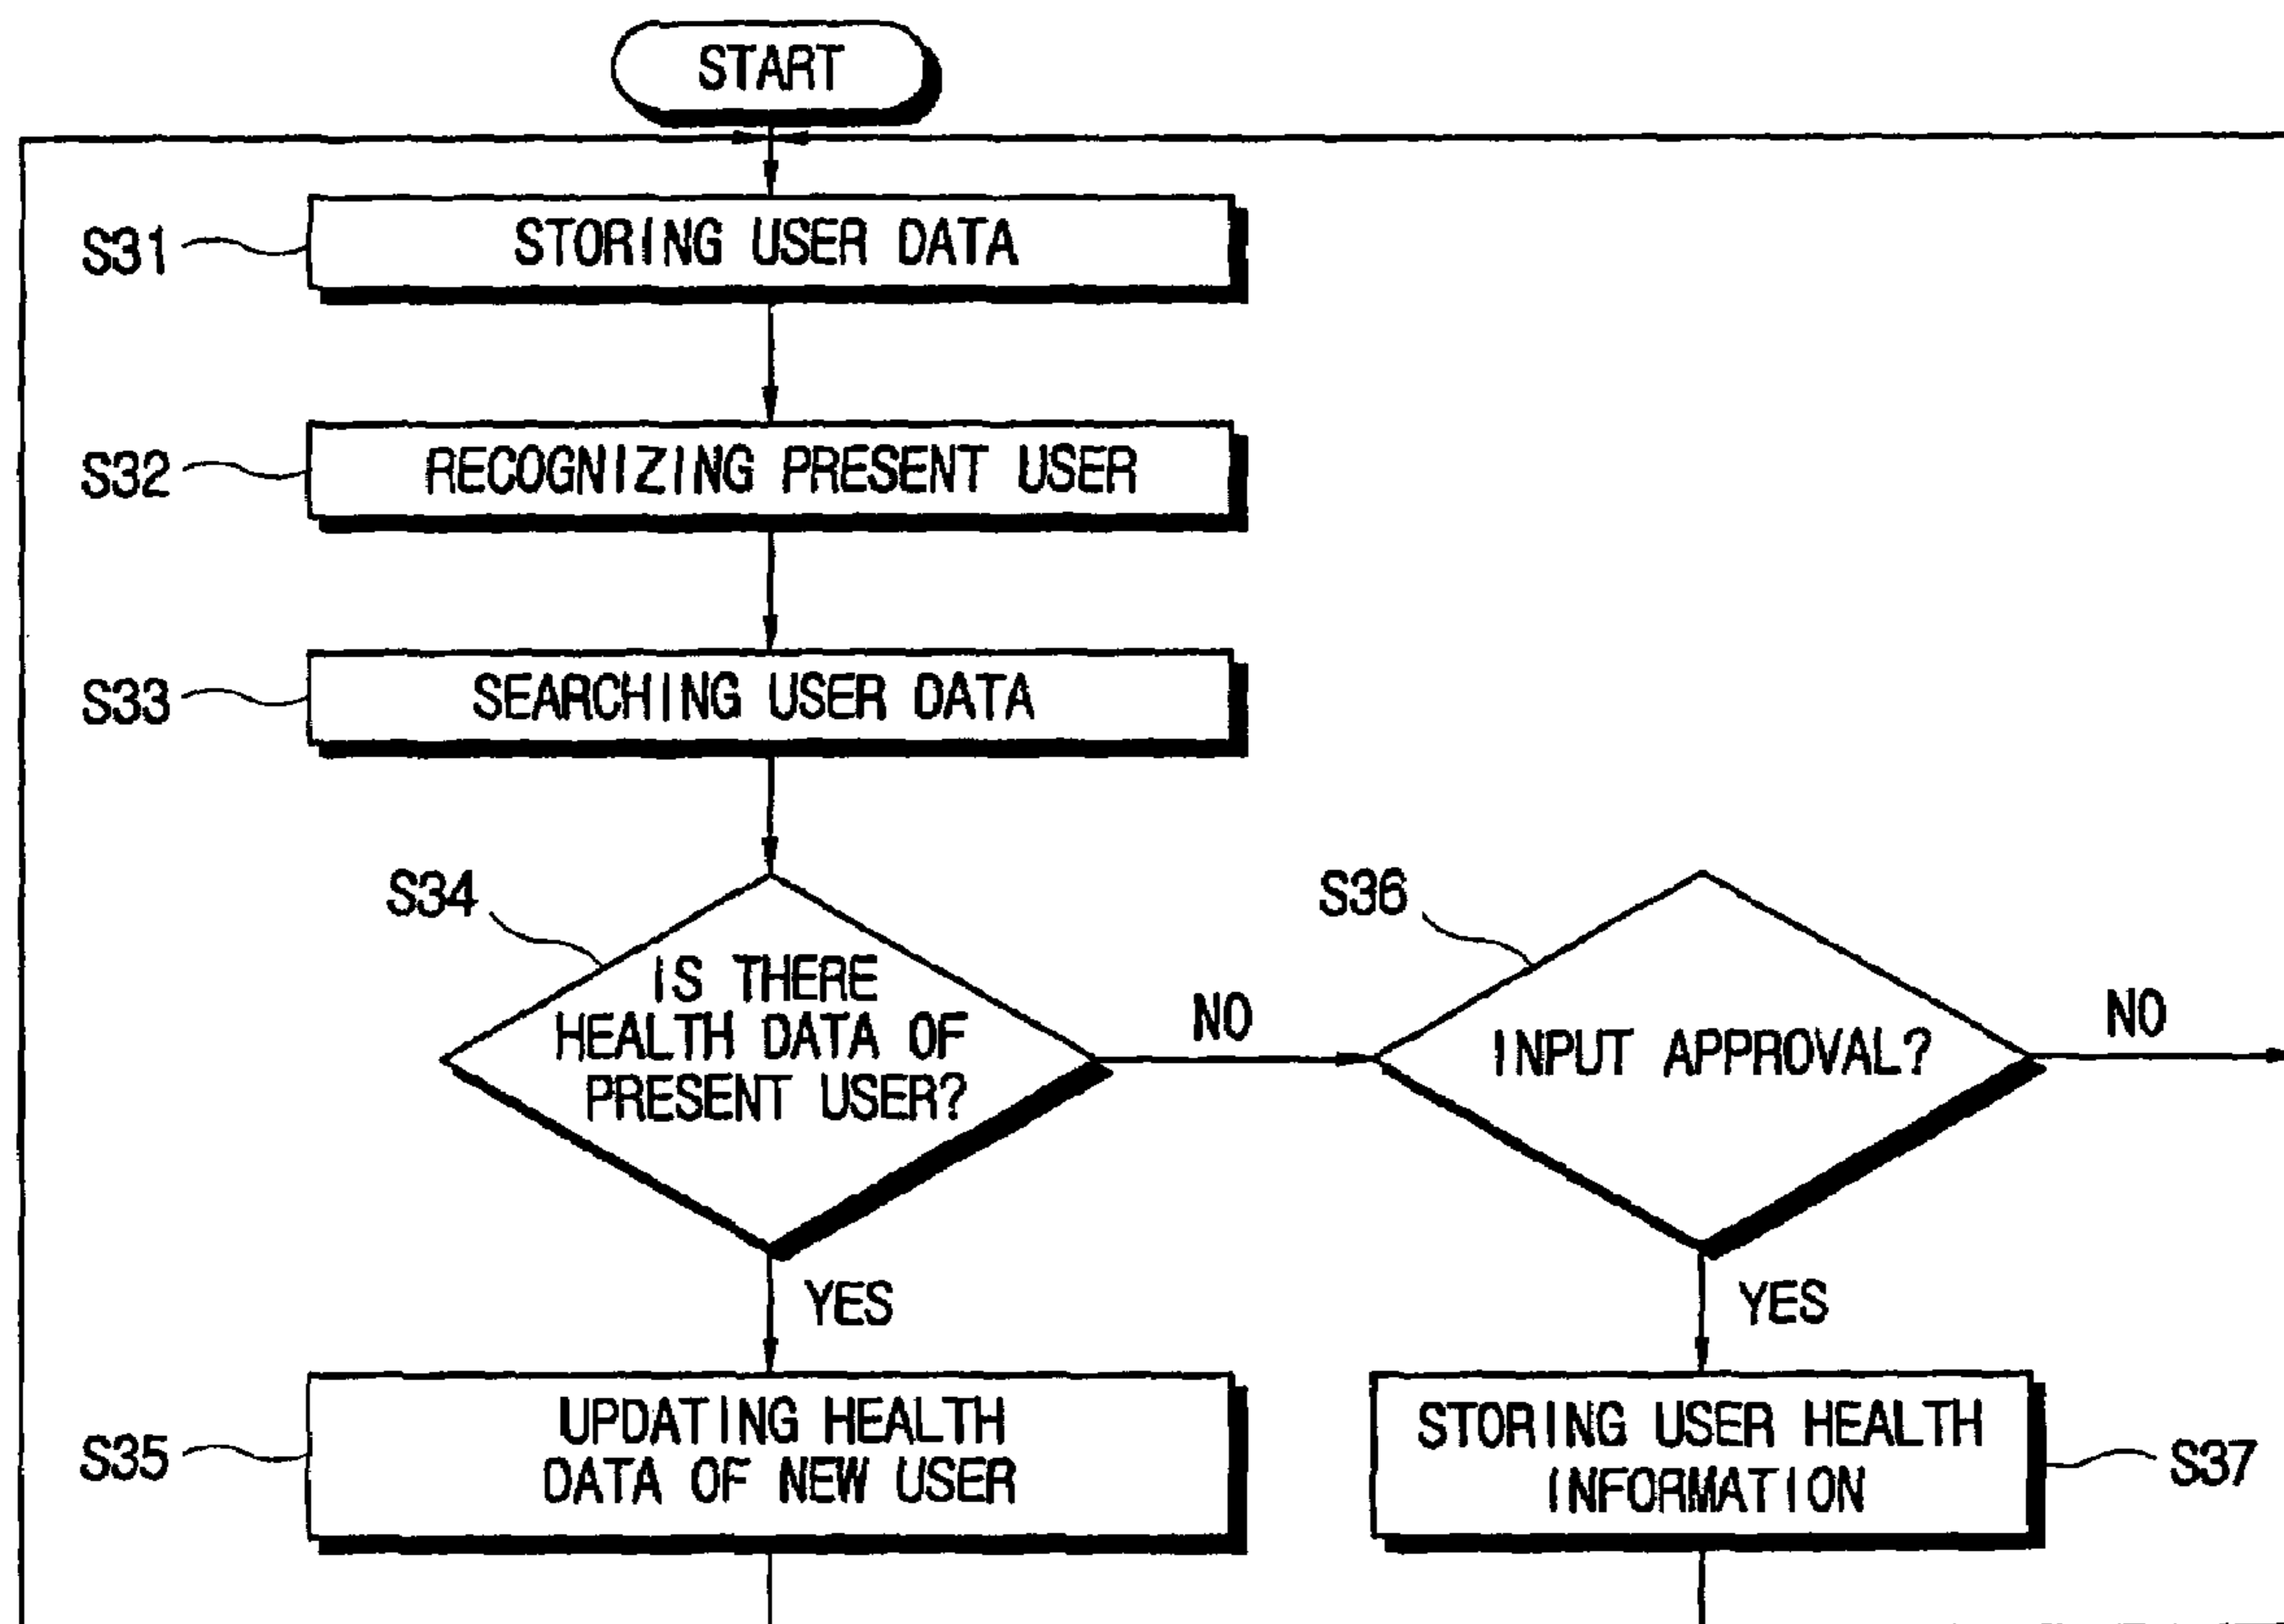 START
S31
STORING USER DATA
S32
RECOGNIZING PRESENT USER
S33
SEARCHING USER DATA
S34
IS THERE
HEALTH DATA OF
PRESENT USER?
NO
S36
INPUT APPROVAL?
NO
YES
YES
S35
UPDATING HEALTH
DATA OF NEW USER
STORING USER HEALTH
INFORMATION
S37